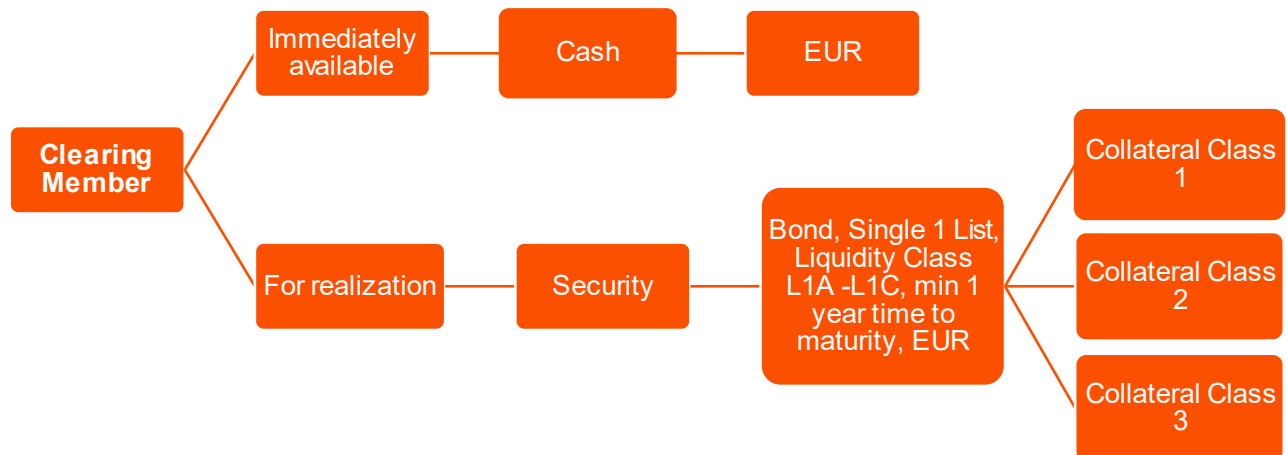 Immediately
available
Cash
EUR
Clearing
Member
For realization
Security
Bond, Single 1 List,
Liquidity Class
L1A -L1C, min 1
year time to
maturity, EUR
Collateral Class
1
Collateral Class
2
Collateral Class
3